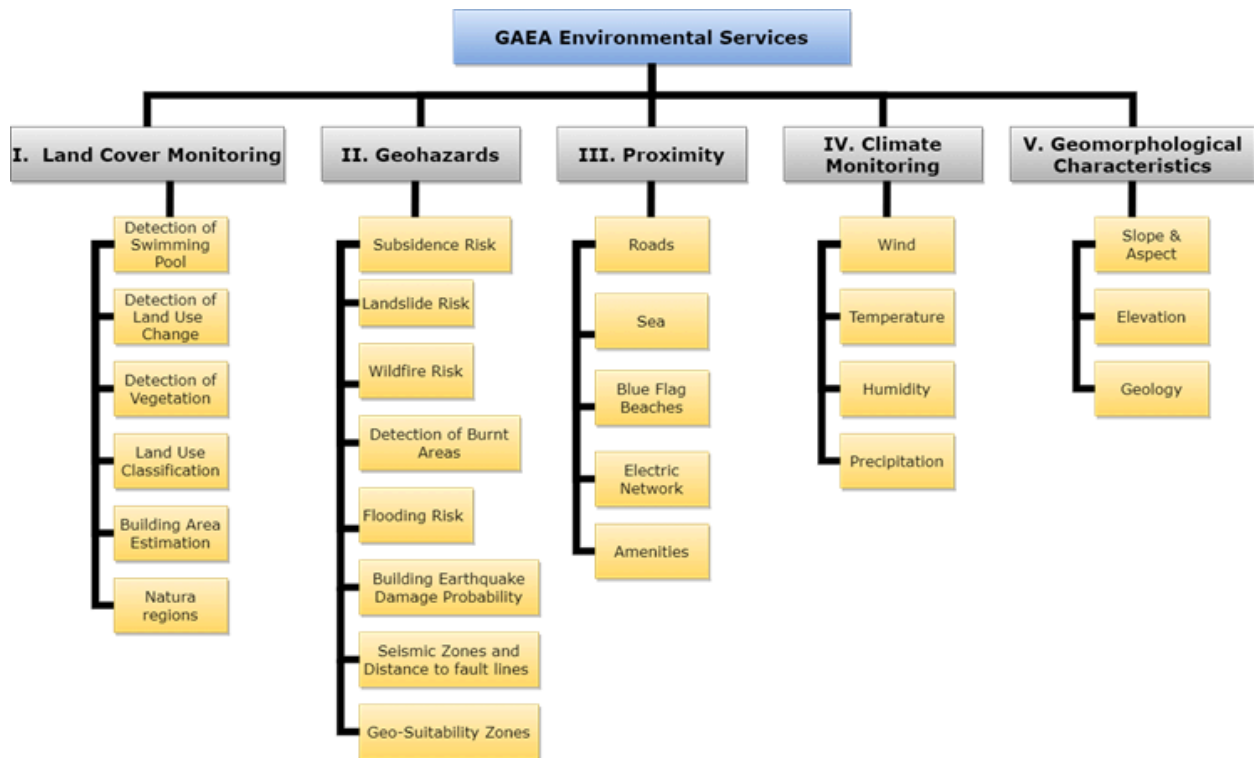 GAEA Environmental Services
I. Land Cover Monitoring
Detection of
Swimming
Pool
Detection of
Land Use
Change
Detection of
Vegetation
Land Use
Classification
Building Area
Estimation
Natura
regions
II. Geohazards
Subsidence Risk
Landslide Risk
Wildfire Risk
Detection of Burnt
Areas
Flooding Risk
Building Earthquake
Damage Probability
Seismic Zones and
Distance to fault lines
Geo-Suitability Zones
III. Proximity
Roads
Sea
Blue Flag
Beaches
Electric
Network
Amenities
IV. Climate
Monitoring
Wind
Temperature
Humidity
Precipitation
V. Geomorphological
Characteristics
Slope &
Aspect
Elevation
Geology